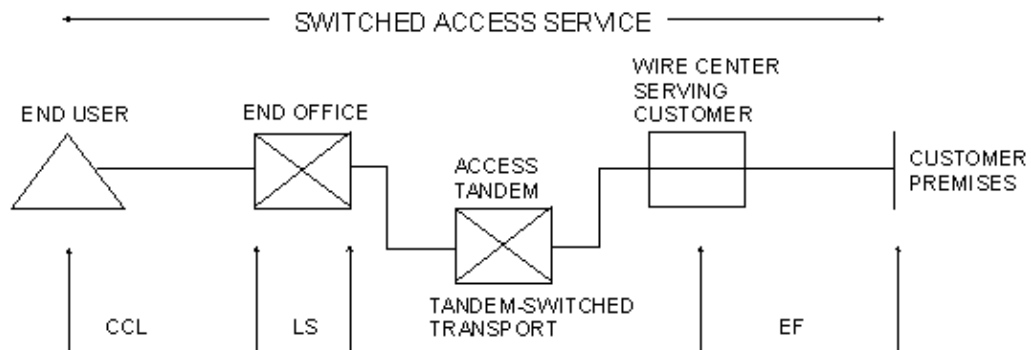 SWITCHED ACCESS SERVICE
WIRE CENTER
SERVING
CUSTOMER
END USER
END OFFICE
ACCESS
TANDEM
CUSTOMER
PREMISES
TANDEM-SWITCHED
TRANSPORT
CCL
LS
EF